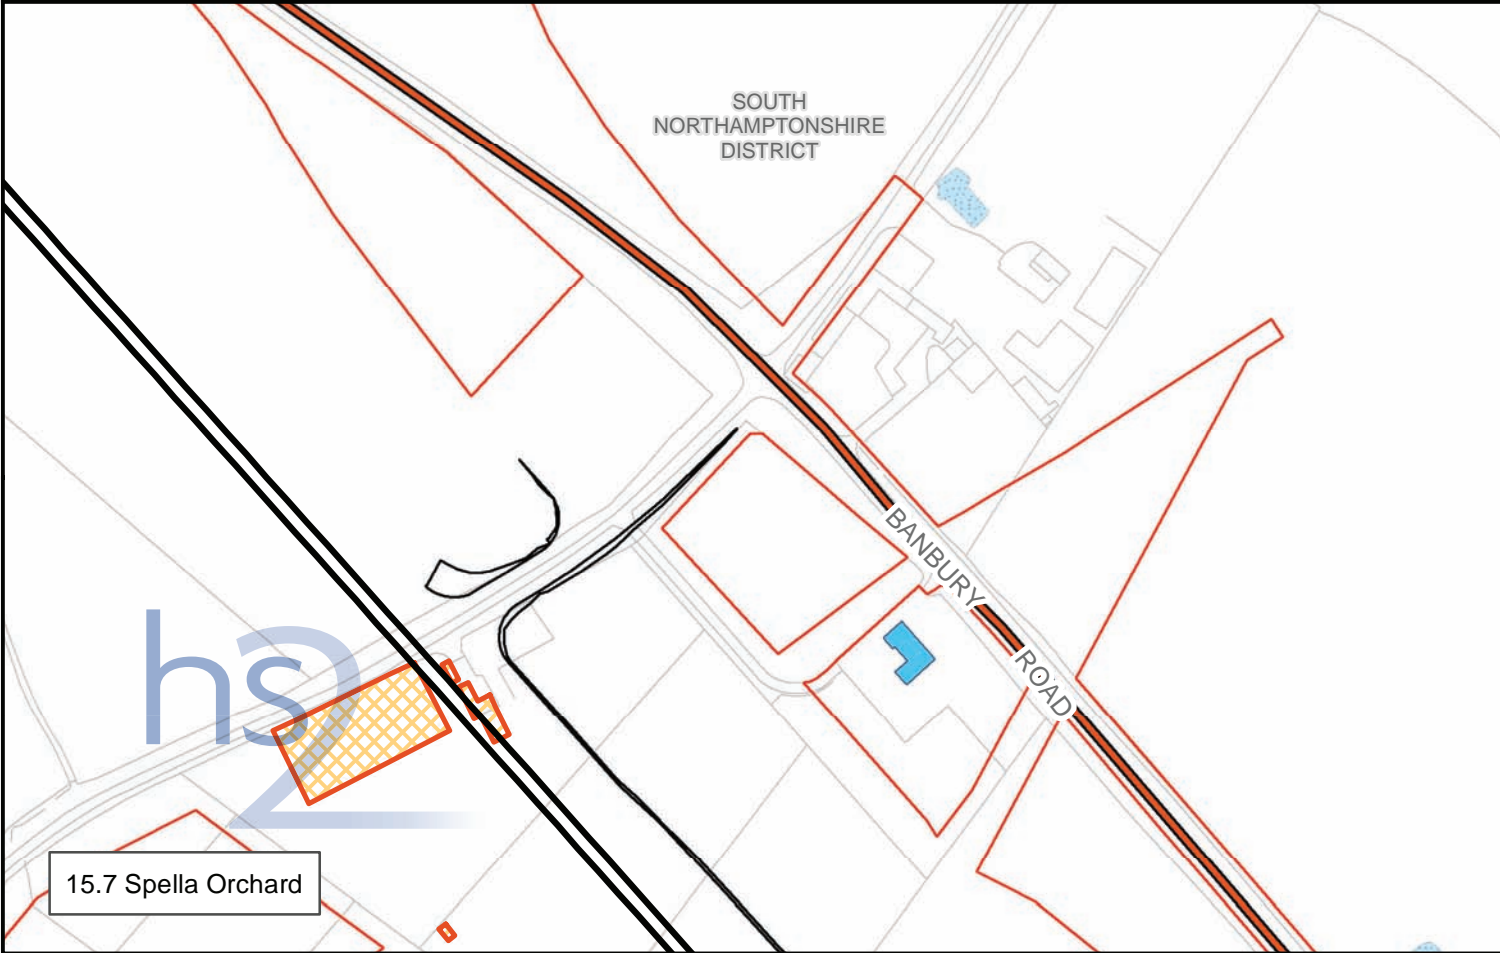 SOUTH
NORTHAMPTONSHIRE
DISTRICT
BANBURY
ROAD
hs2
15.7 Spella Orchard